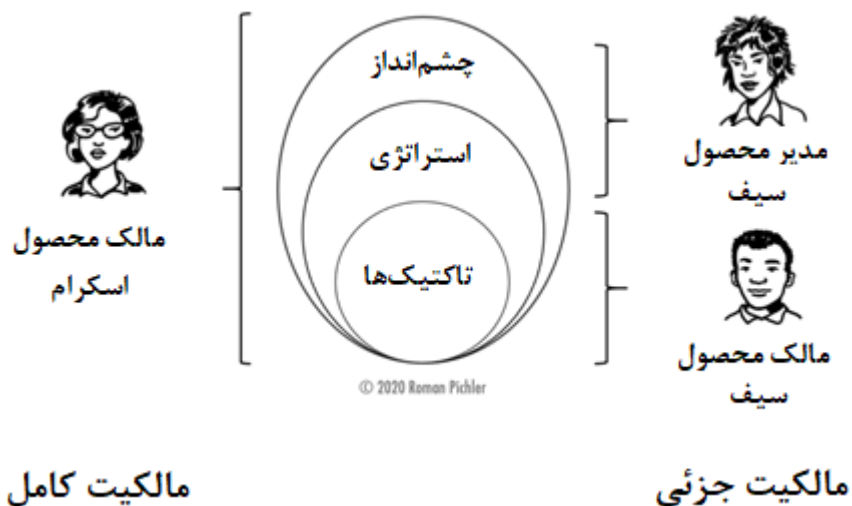 چشم‌انداز
استراتژی
تاکتیک‌ها
مدیر محصول
سیف
مالک محصول
اسکرام
مالک محصول
سیف
© 2020 Roman Pichler
مالکیت جزئی
مالکیت کامل